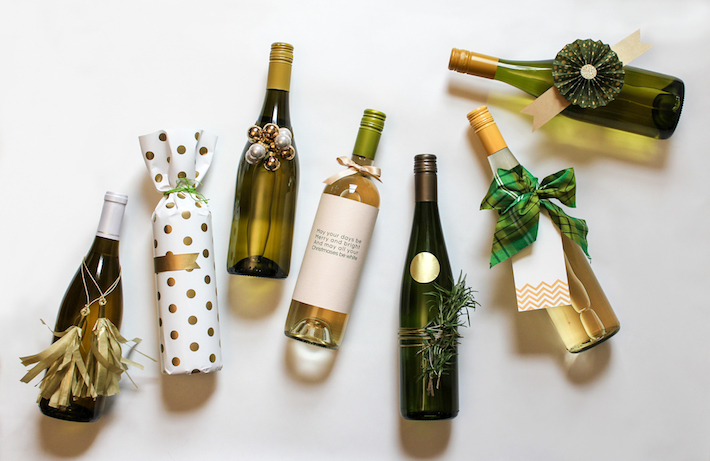 may your days be
Merry and bright
And may all your
Christmases be white